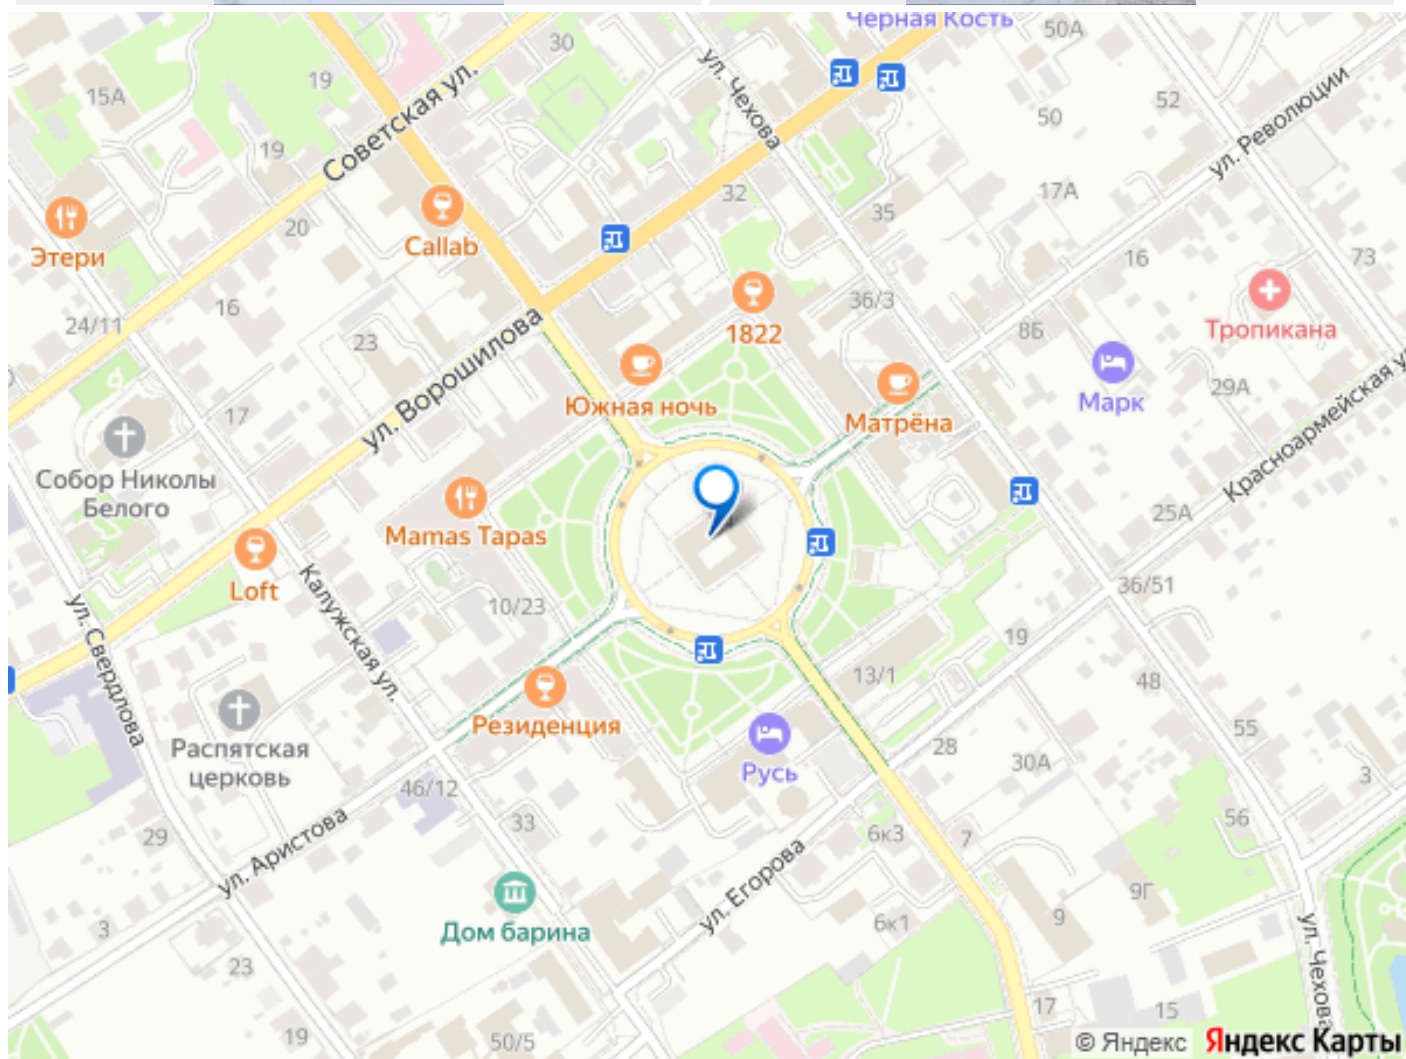 Чёрная Кость
50А
30
ул. Чехова
19
15А
Советская ул.
52
50
ул. Революции
19
32
17А
35
20
Callab
Этери
16
73
36/3
16
24/11
8Б
Тропикана
1822
23
ул. Ворошилова
29А
Марк
Южная ночь
17
Матрёна
Красноармейская у
Собор Николы
Белого
25А
Mamas Tapas
Loft
Калужская ул.
10/23
36/51
ул. Свердлова
19
13/1
48
Резиденция
55
Распятская
церковь
28
30А
Русь
3
46/12
33
56
29
6к3
7
ул. Аристова
ул. Егорова
9Г
9
6к1
Дом барина
3
ул. Чехова
23
17
15
19
50/5
© Яндекс
Яндекс Карты